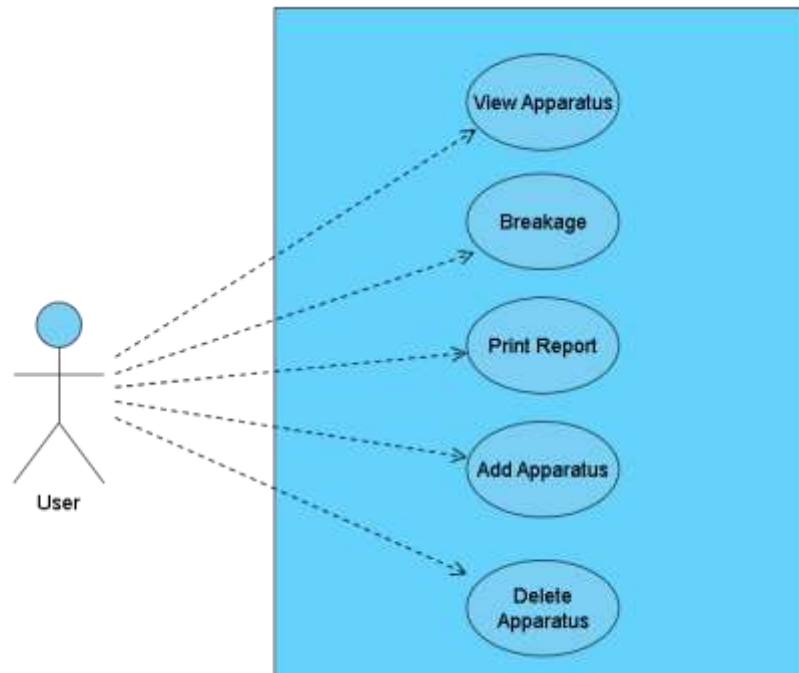 View Apparatus
Breakage
Print Report
Add Apparatus
Delete
Apparatus
User